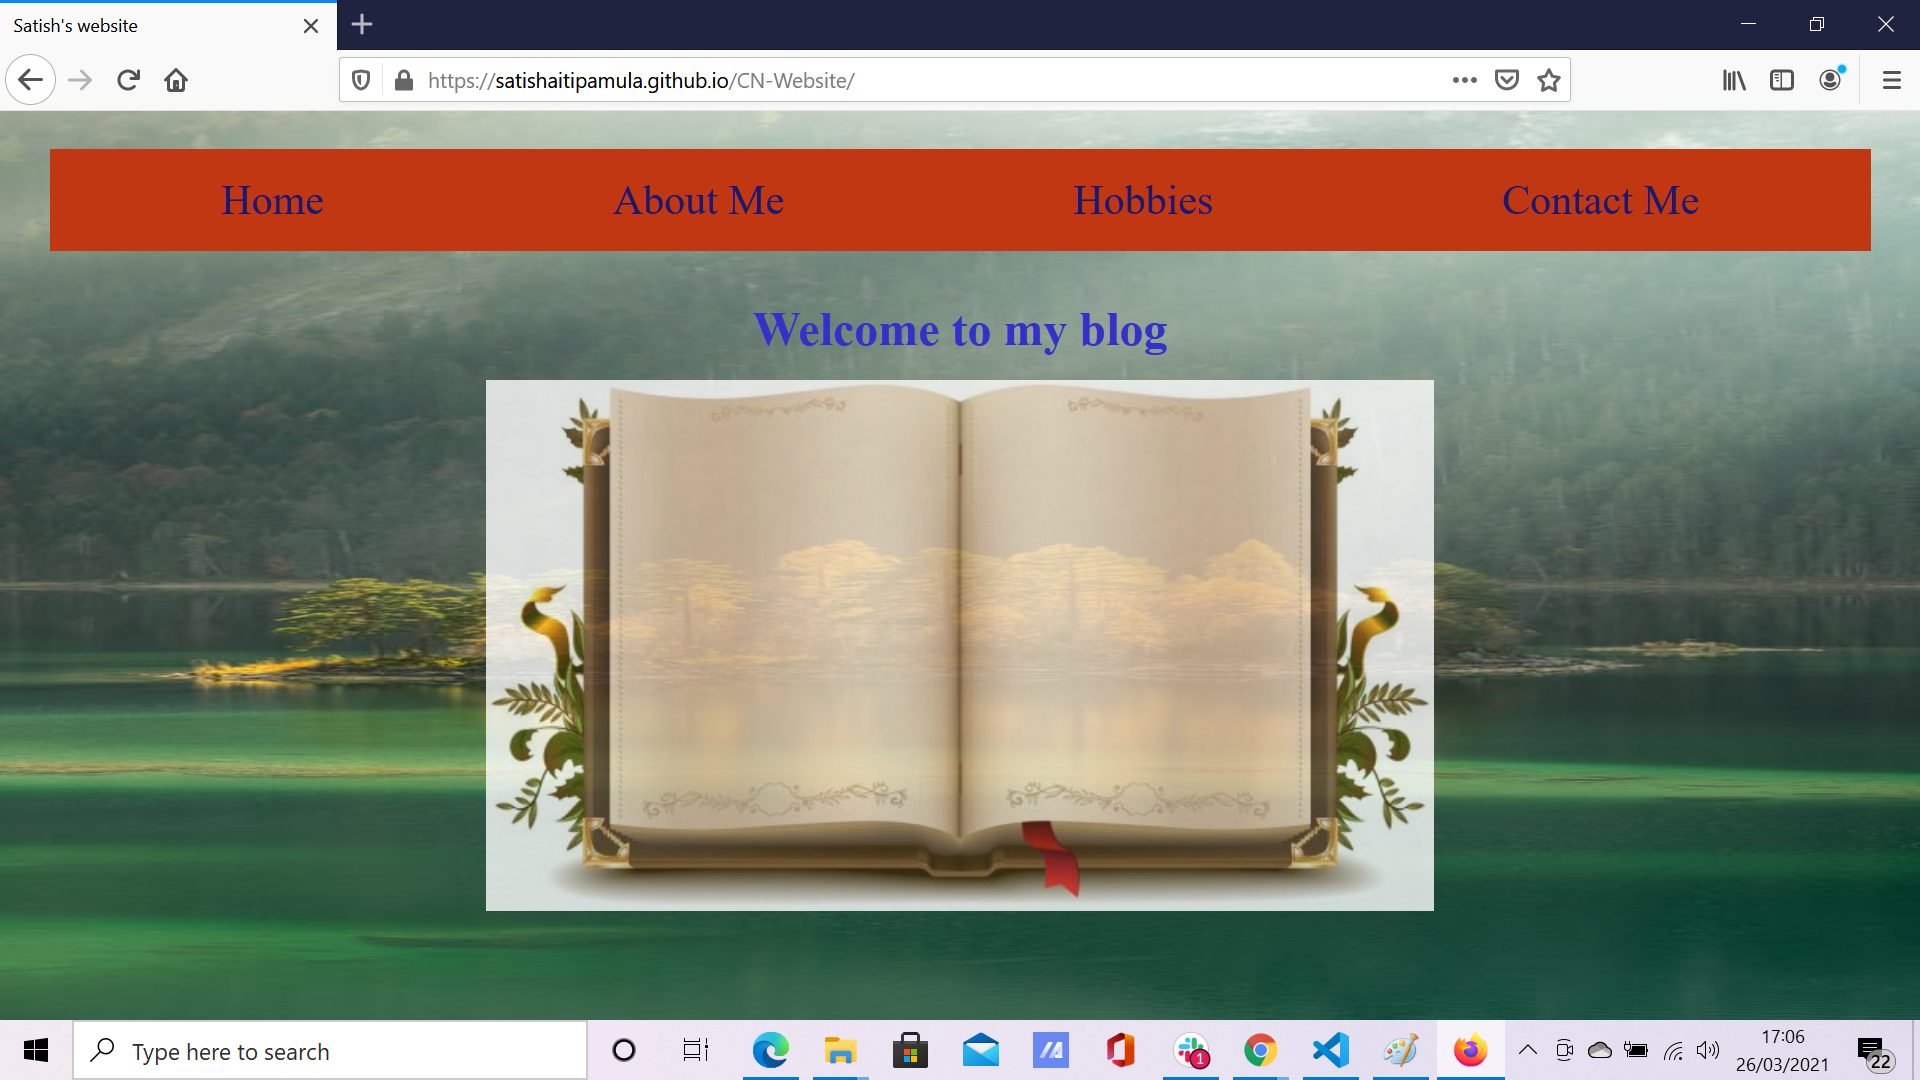 Satish's website
https://satishaitipamula.github.io/CN-Website/
Home About Me Hobbies Contact Me
Welcome to my blog
Type here to search
1
17:06
26/03/2021
22